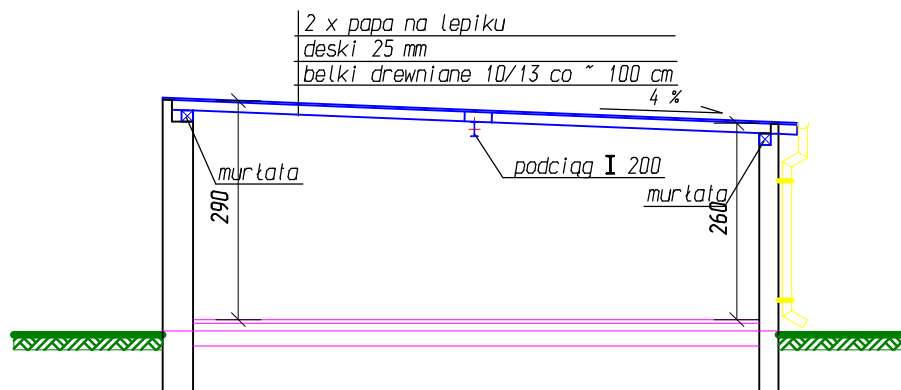 2 x papa na lepiku
deski 25 mm
belki drewniane 10/13 co ~ 100 cm
4 %
murłata
podciąg I 200
murłata
290
260